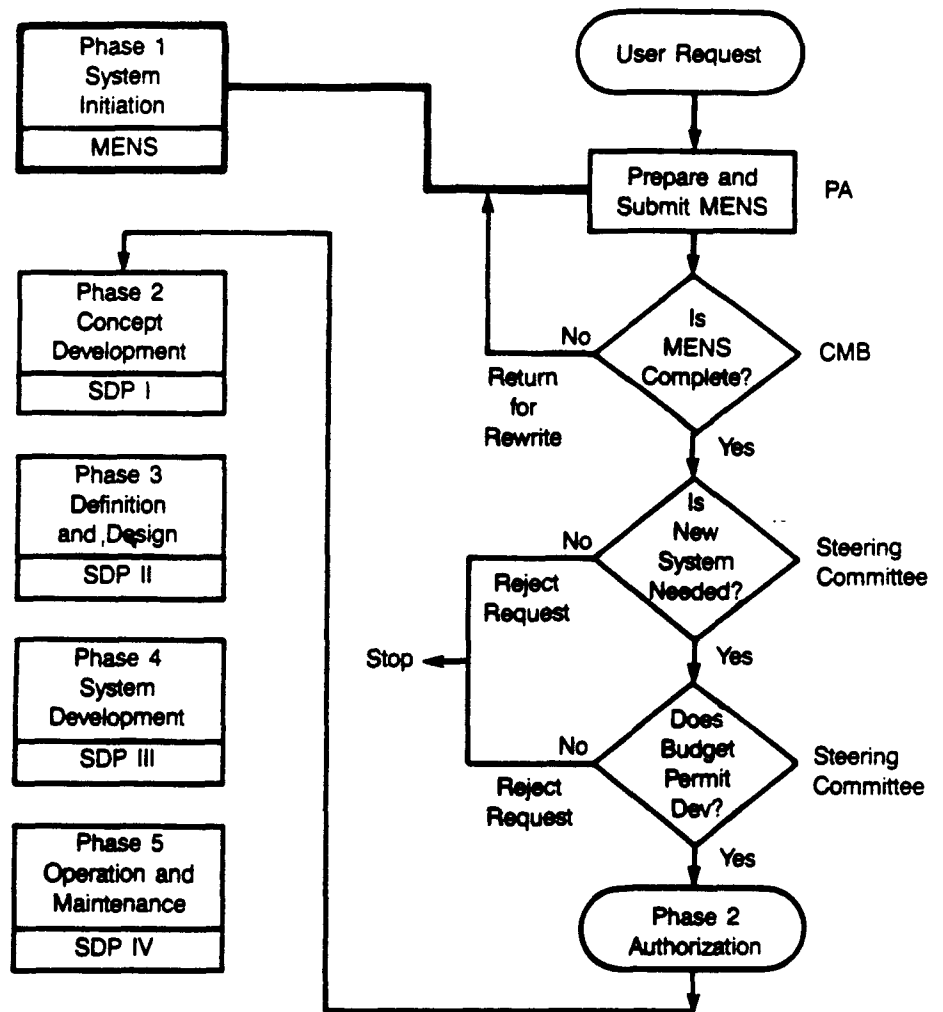 Phase 1
System
Initiation
MENS
Phase 2
Concept
Development
SDP I
Phase 3
Definition
and Design
SDP II
Phase 4
System
Development
SDP III
Phase 5
Operation and
Maintenance
SDP IV
User Request
Prepare and
Submit MENS
PA
Is
MENS
Complete?
CMB
No
Return
for
Rewrite
Yes
Is
New
System
Needed?
Steering
Committee
No
Reject
Request
Stop
Yes
Does
Budget
Permit
Dev?
Steering
Committee
No
Reject
Request
Yes
Phase 2
Authorization